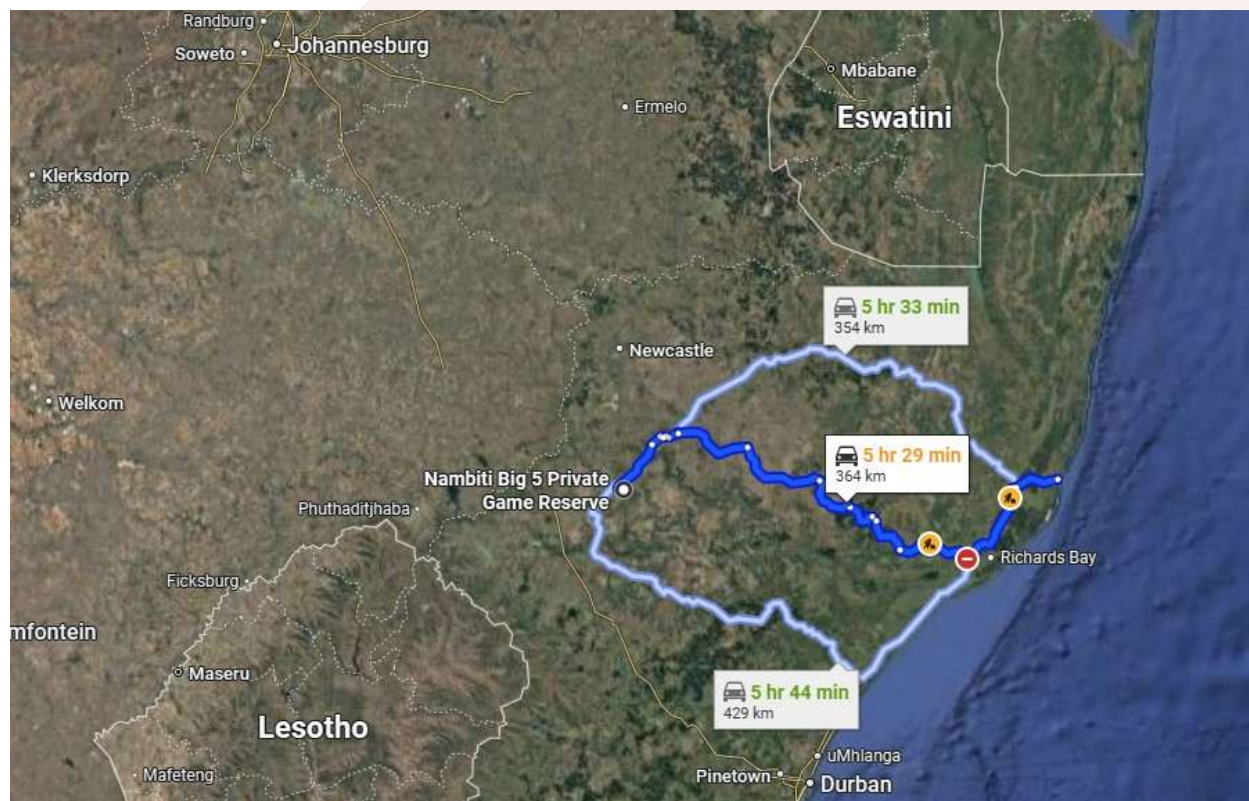 Randburg
Johannesburg
Soweto
Mbabane
Ermelo
Eswatini
Klerksdorp
5 hr 33 min
354 km
Newcastle
Welkom
5 hr 29 min
364 km
Nambiti Big 5 Private
Game Reserve
Phuthaditjhaba
Richards Bay
Ficksburg
mfontein
Maseru
5 hr 44 min
429 km
Lesotho
uMhlanga
Mafeteng
Pinetown
Durban